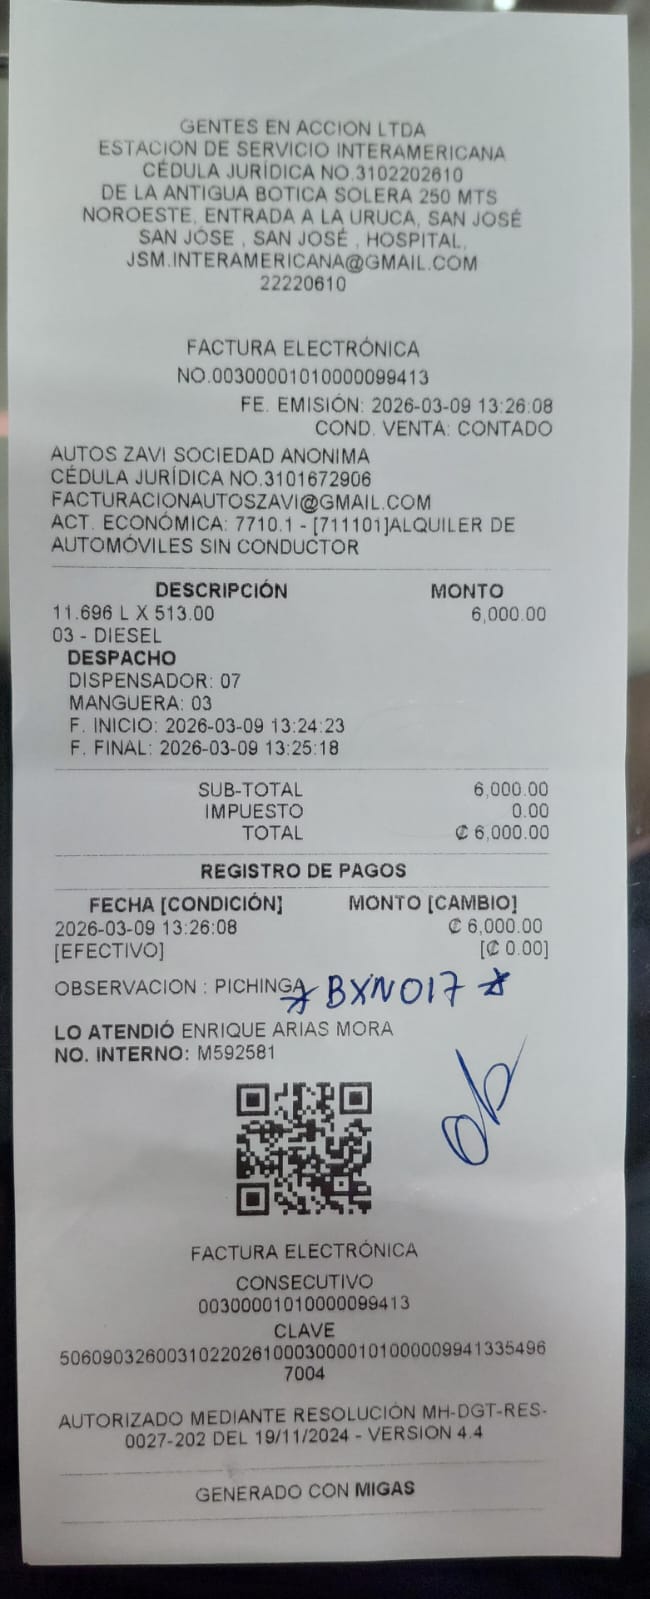 GENTES EN ACCION LTDA
ESTACION DE SERVICIO INTERAMERICANA
CÉDULA JURÍDICA NO.3102202610
DE LA ANTIGUA BOTICA SOLERA 250 MTS
NOROESTE, ENTRADA A LA URUCA, SAN JOSÉ
SAN JOSE , SAN JOSÉ , HOSPITAL,
JSM.INTERAMERICANA@GMAIL.COM
22220610
FACTURA ELECTRÓNICA
NO.00300001010000099413
FE. EMISIÓN: 2026-03-09 13:26:08
COND. VENTA: CONTADO
AUTOS ZAVI SOCIEDAD ANONIMA
CÉDULA JURÍDICA NO.3101672906
FACTURACIONAUTOSZAVI@GMAIL.COM
ACT. ECONÓMICA: 7710.1 - [711101]ALQUILER DE
AUTOMÓVILES SIN CONDUCTOR
DESCRIPCIÓN MONTO
11.696 L X 513.00 6,000.00
03 - DIESEL
DESPACHO
DISPENSADOR: 07
MANGUERA: 03
F. INICIO: 2026-03-09 13:24:23
F. FINAL: 2026-03-09 13:25:18
SUB-TOTAL 6,000.00
IMPUESTO 0.00
TOTAL ₡ 6,000.00
REGISTRO DE PAGOS
FECHA [CONDICIÓN] MONTO [CAMBIO]
2026-03-09 13:26:08 ₡ 6,000.00
[EFECTIVO] [₡ 0.00]
OBSERVACION : PICHINGA * BXN017 *
LO ATENDIÓ ENRIQUE ARIAS MORA
NO. INTERNO: M592581
FACTURA ELECTRÓNICA
CONSECUTIVO
00300001010000099413
CLAVE
5060903260031022026100030000101000009941335496
7004
AUTORIZADO MEDIANTE RESOLUCIÓN MH-DGT-RES-
0027-202 DEL 19/11/2024 - VERSION 4.4
GENERADO CON MIGAS